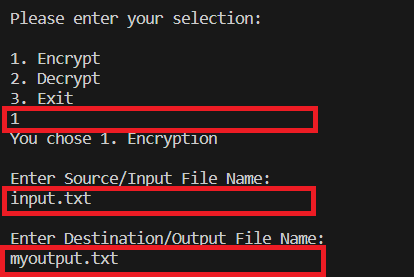 Please enter your selection:
1. Encrypt
2. Decrypt
3. Exit
1
You chose 1. Encryption
Enter Source/Input File Name:
input.txt
Enter Destination/Output File Name:
myoutput.txt